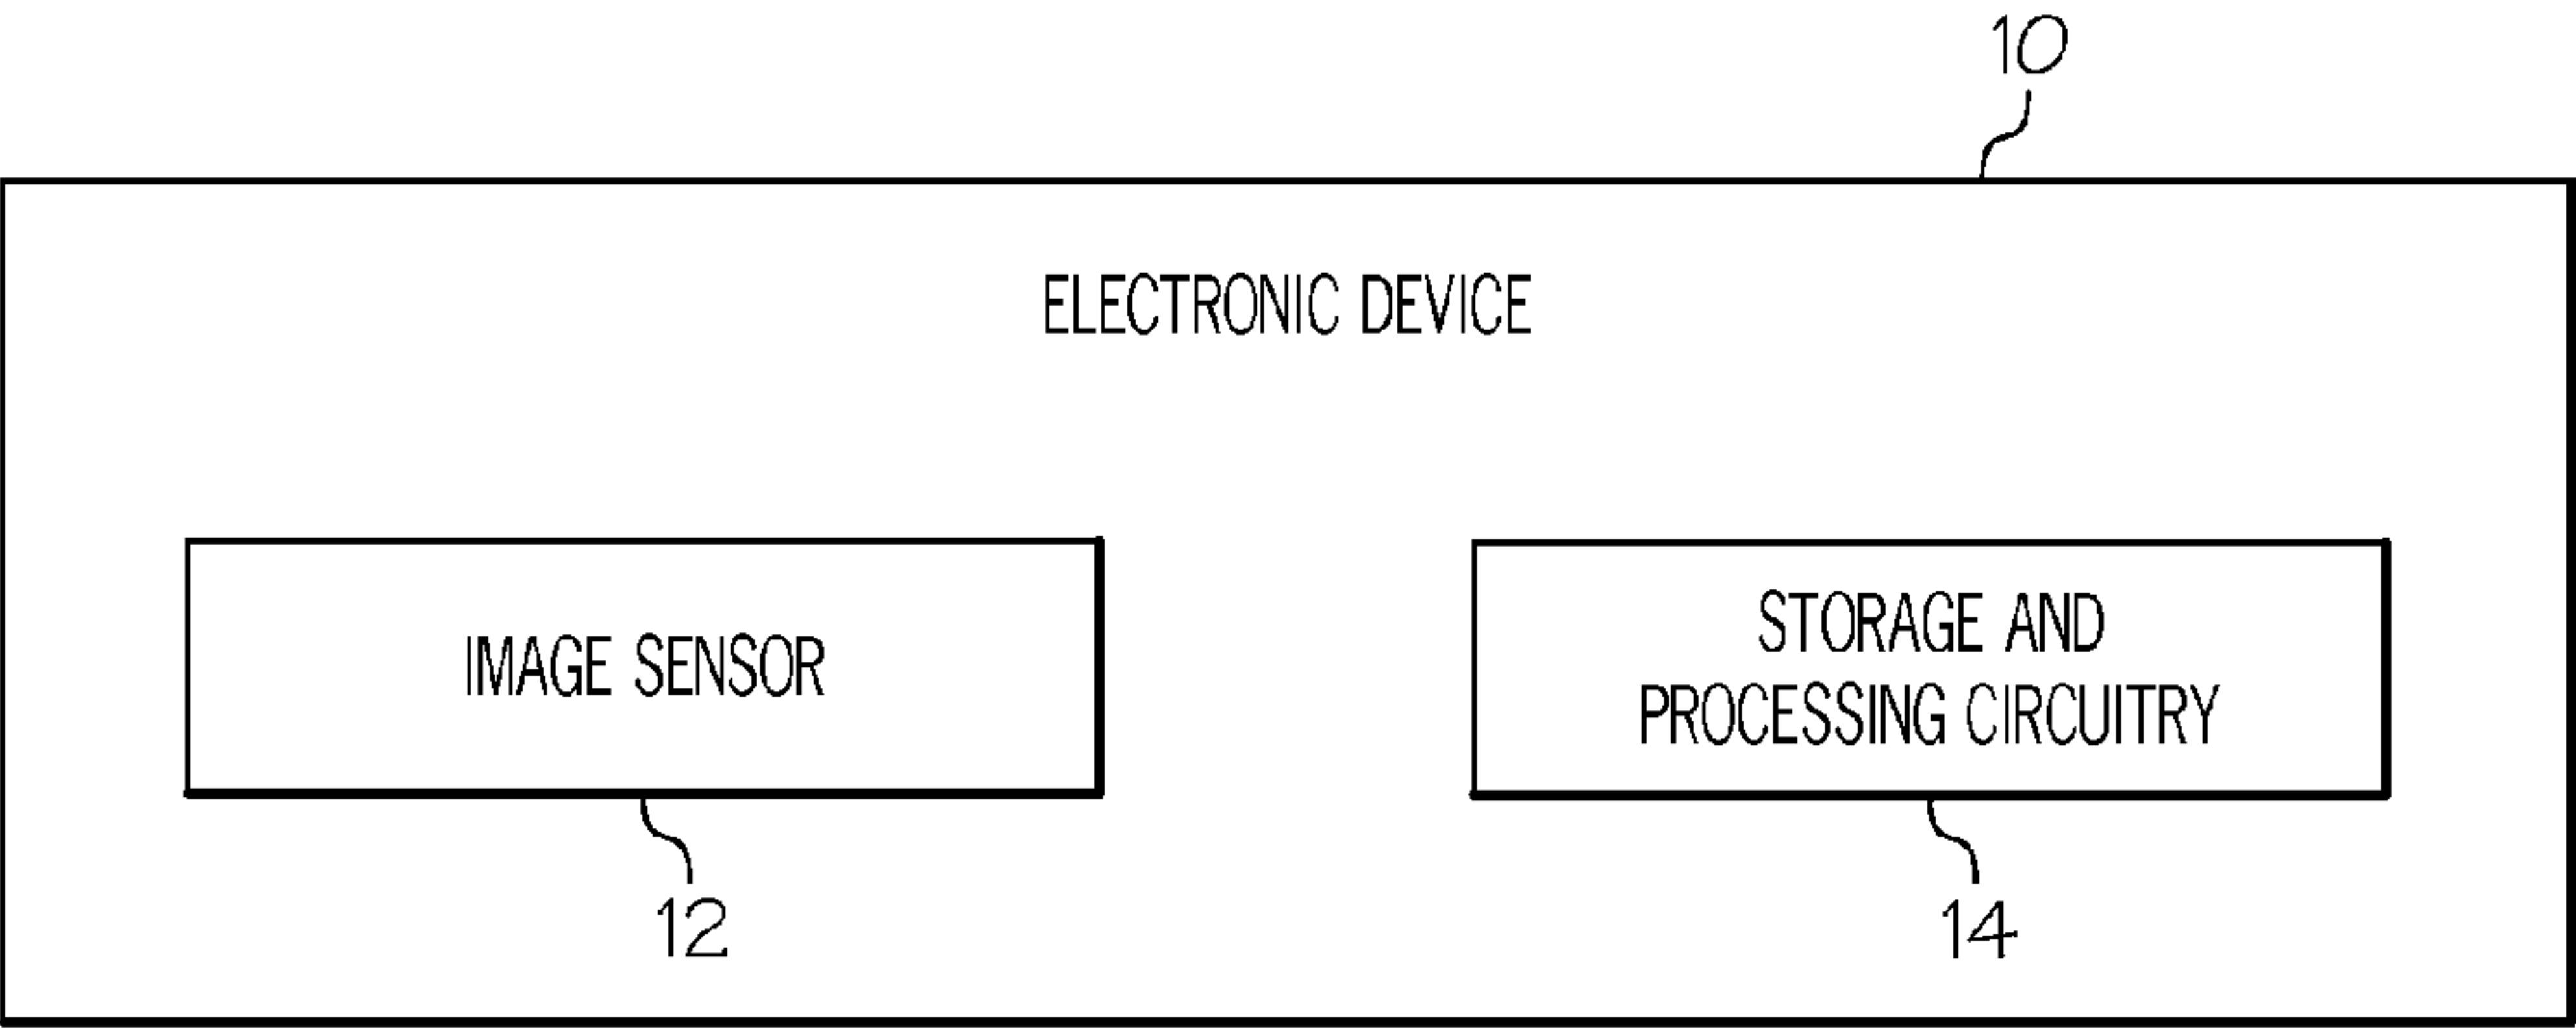 10
ELECTRONIC DEVICE
IMAGE SENSOR
12
STORAGE AND
PROCESSING CIRCUITRY
14